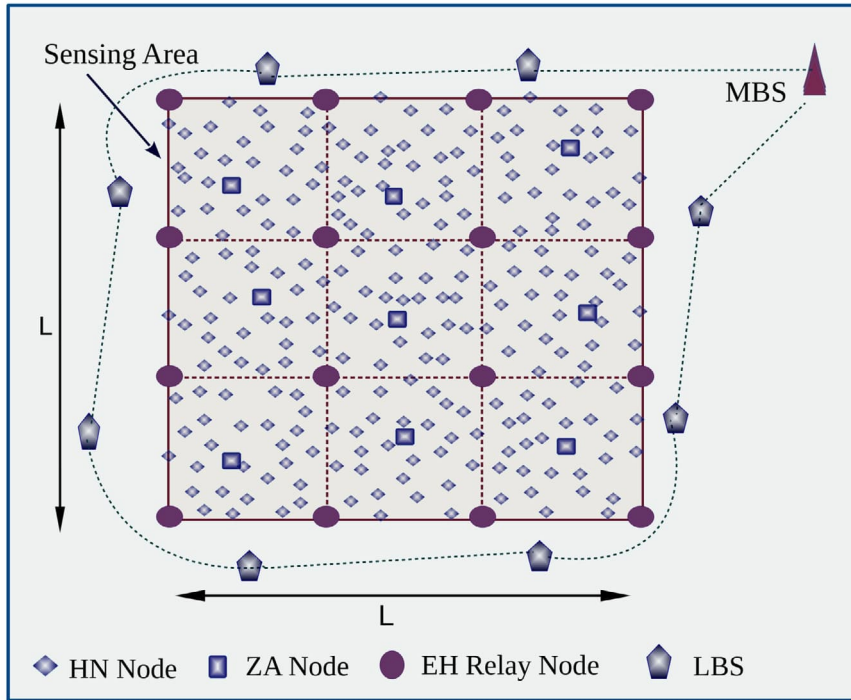 Sensing Area
MBS
L
L
HN Node
ZA Node
EH Relay Node
LBS